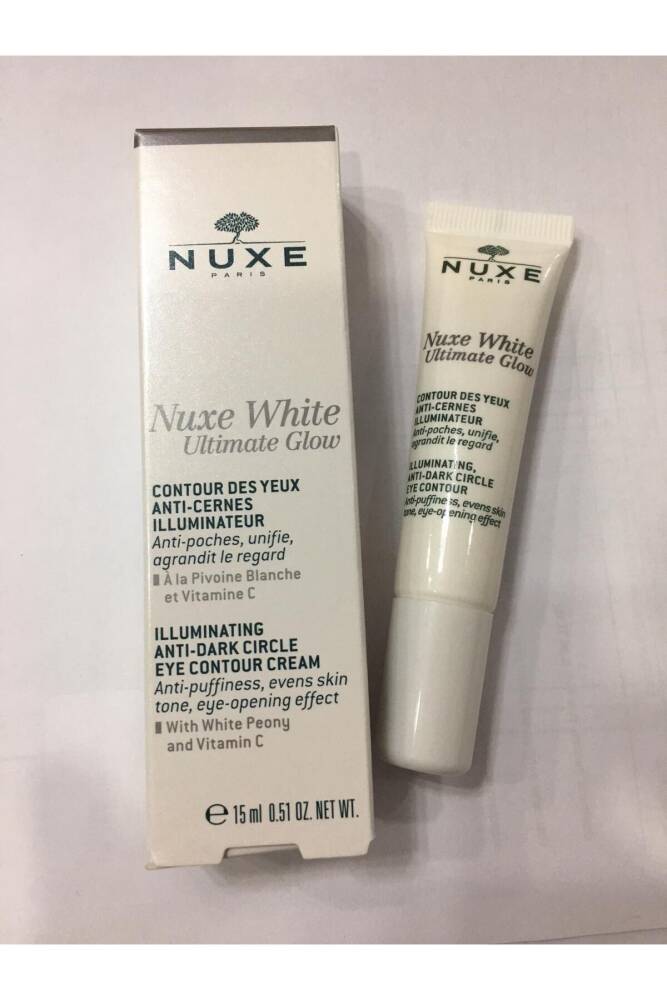 NUXE
PARIS
Nuxe White
Ultimate Glow
CONTOUR DES YEUX
ANTI-CERNES
ILLUMINATEUR
Anti-poches, unifie,
agrandit le regard
À la Pivoine Blanche
et Vitamine C
ILLUMINATING
ANTI-DARK CIRCLE
EYE CONTOUR CREAM
Anti-puffiness, evens skin
tone, eye-opening effect
With White Peony
and Vitamin C
℮ 15 ml 0.51 OZ. NET WT.
NUXE
PARIS
Nuxe White
Ultimate Glow
CONTOUR DES YEUX
ANTI-CERNES
ILLUMINATEUR
Anti-poches, unifie,
agrandit le regard
ILLUMINATING,
ANTI-DARK CIRCLE
EYE CONTOUR
Anti-puffiness, evens skin
tone, eye-opening effect